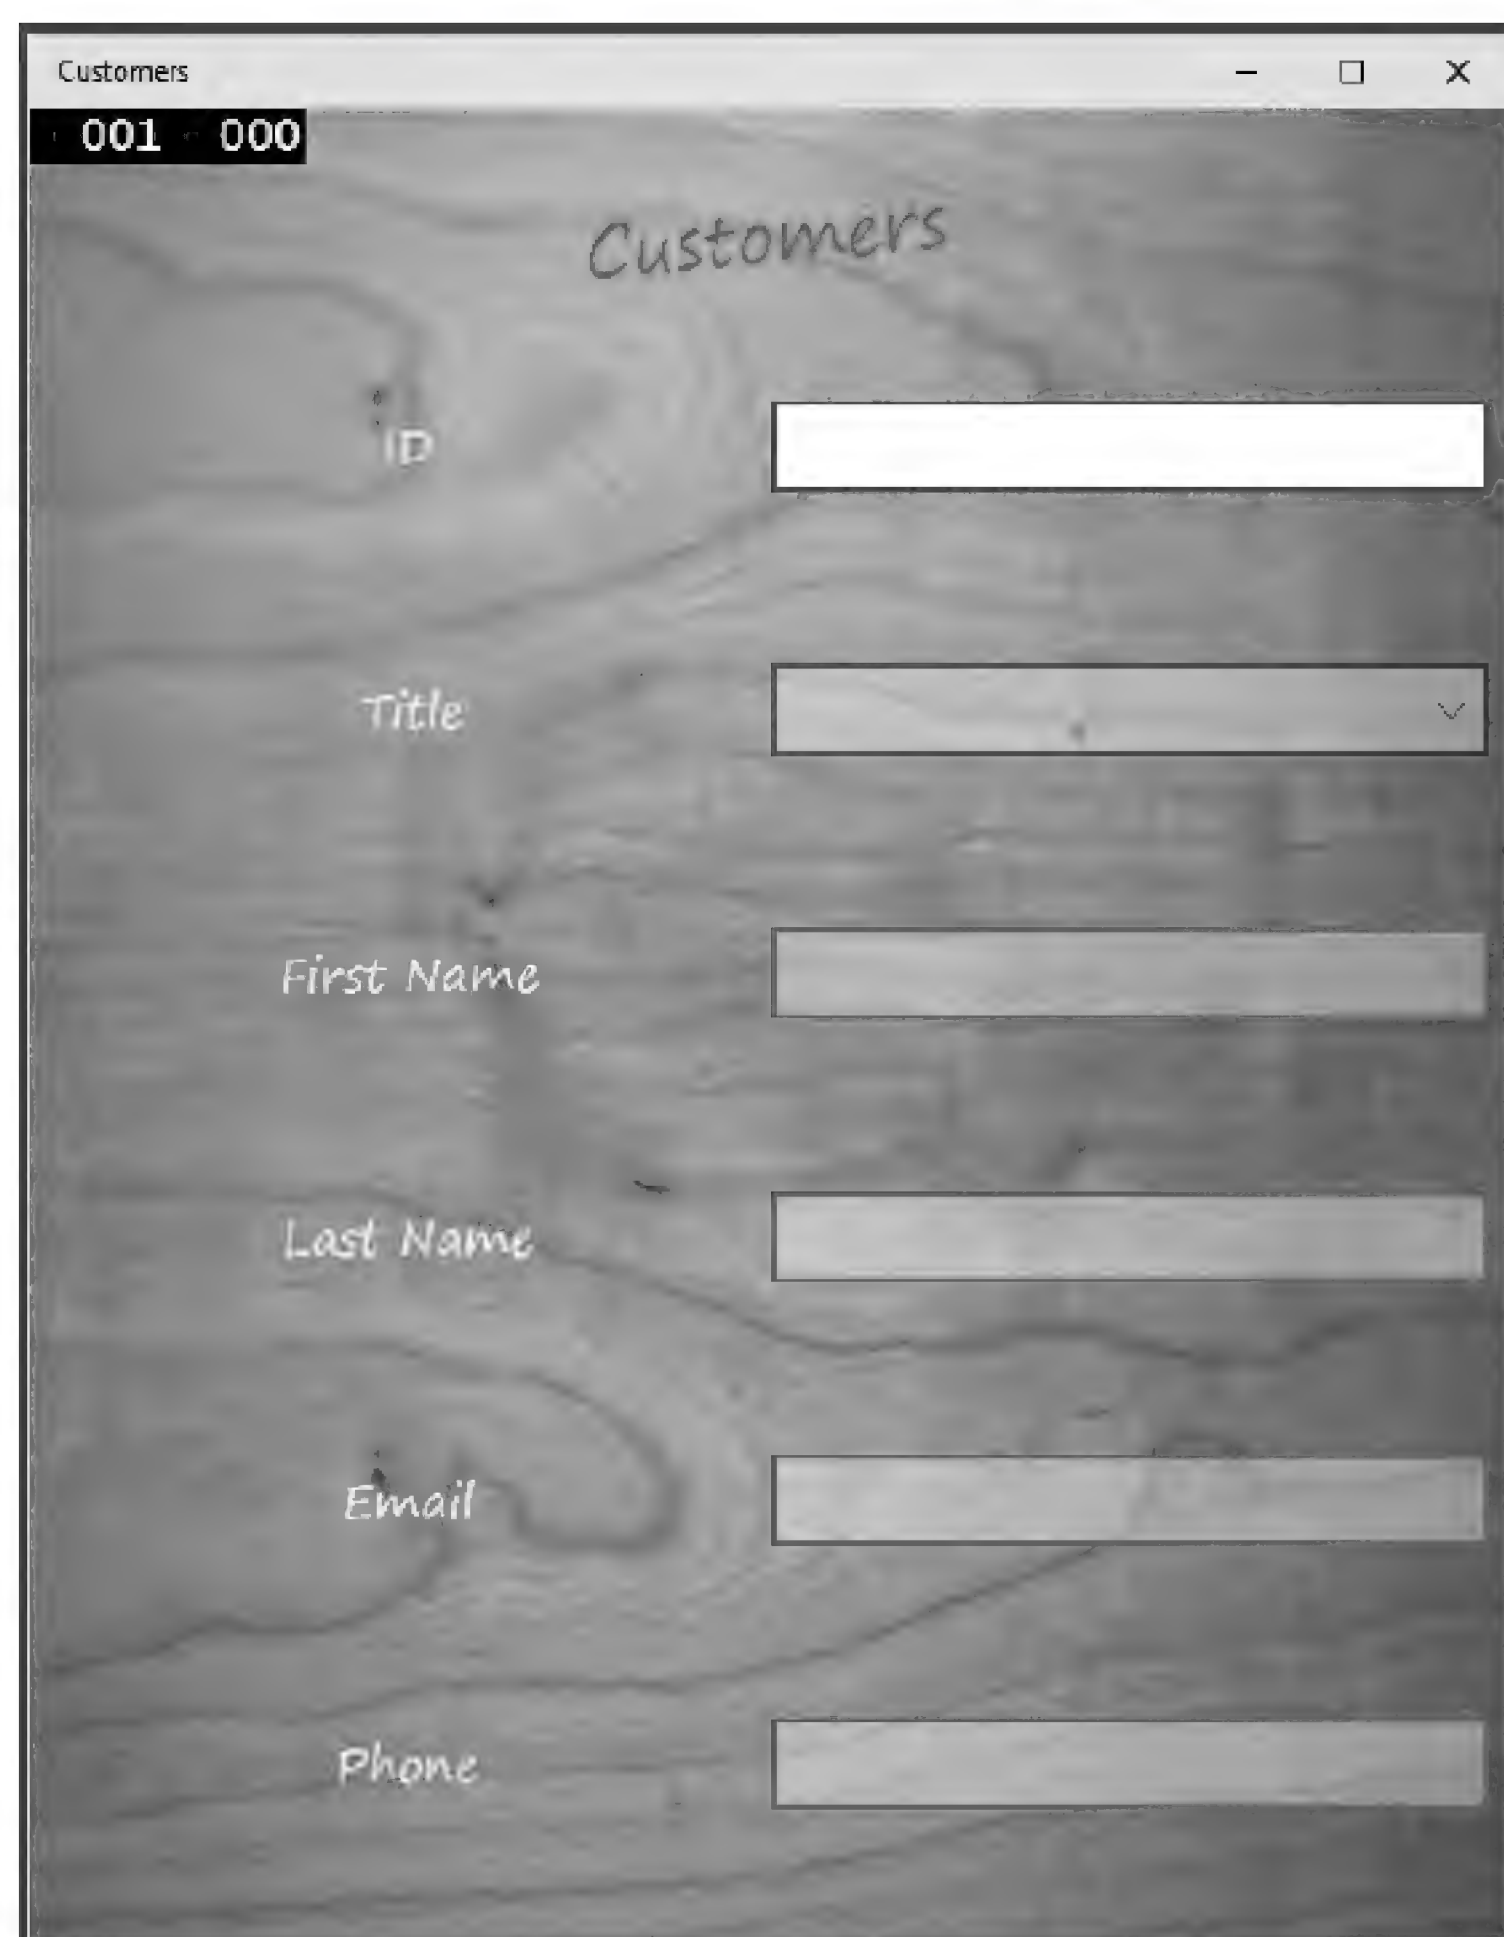 Customers
001 000
Customers
ID
Title
First Name
Last Name
Email
Phone